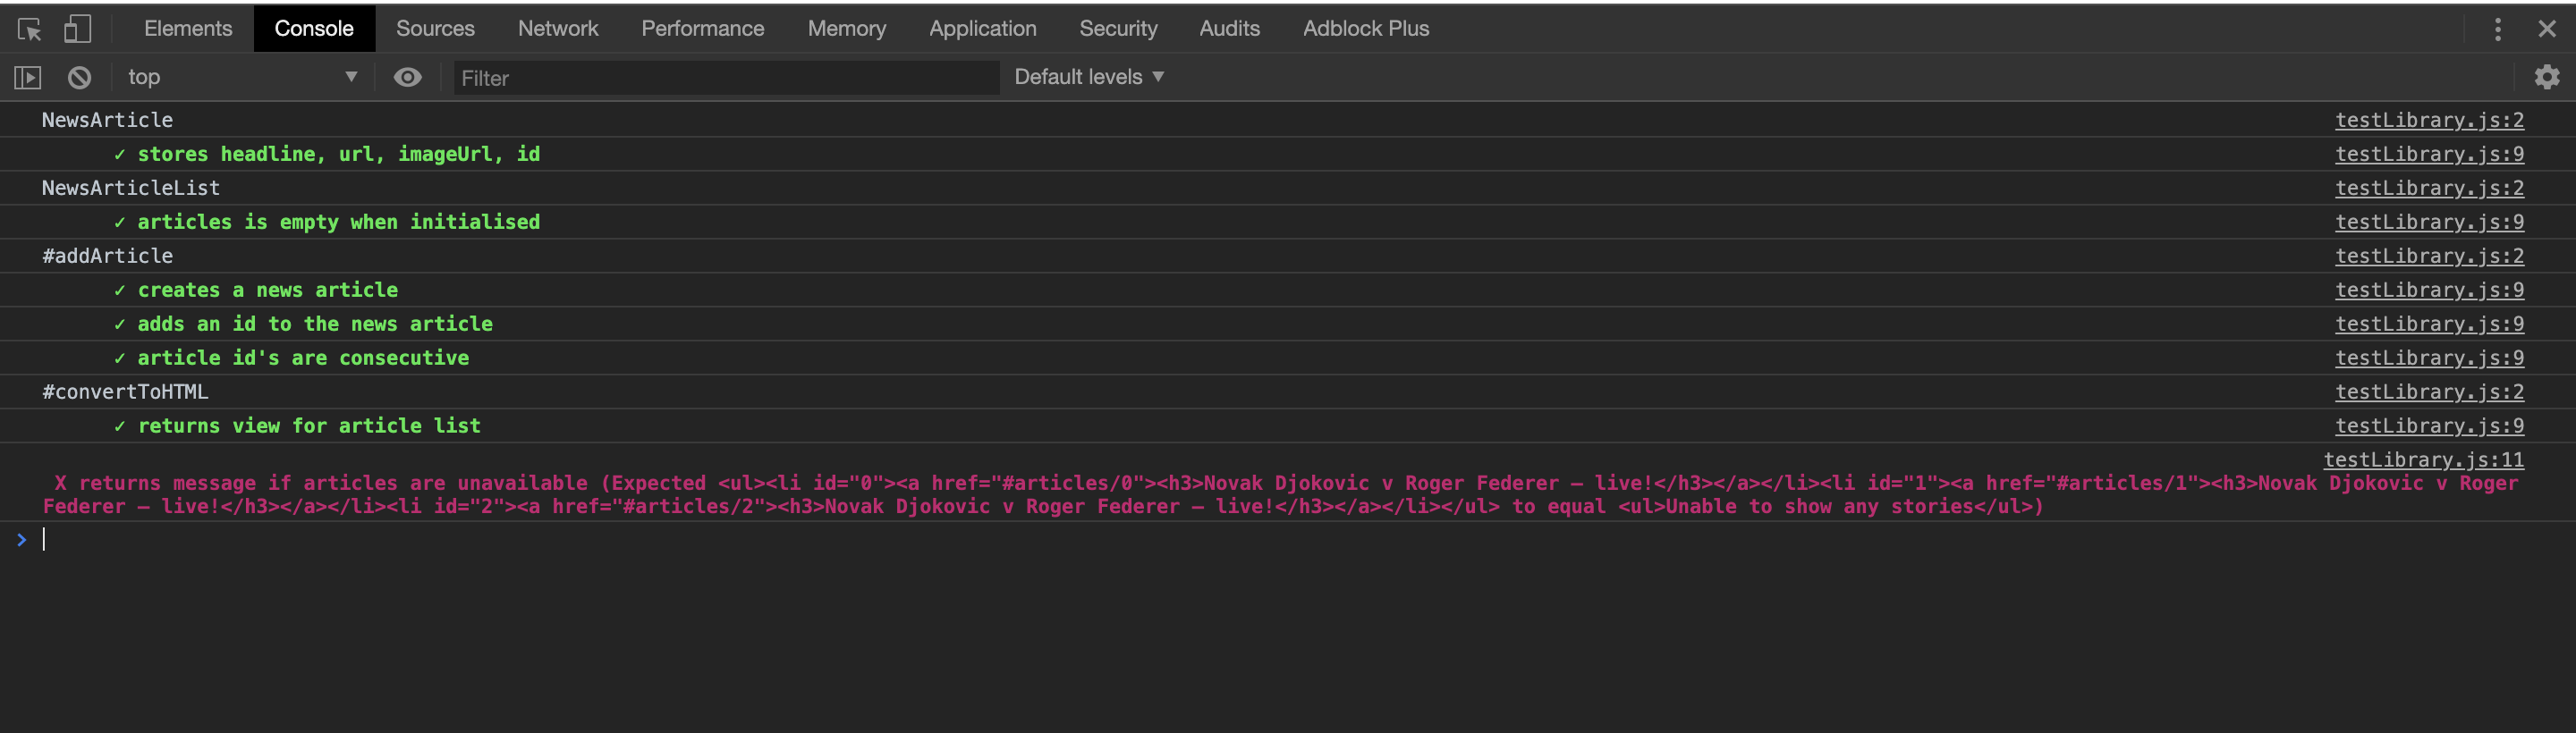 Elements Console Sources Network Performance Memory Application Security Audits Adblock Plus
top Filter Default levels
NewsArticle testLibrary.js:2
✓ stores headline, url, imageUrl, id testLibrary.js:9
NewsArticleList testLibrary.js:2
✓ articles is empty when initialised testLibrary.js:9
#addArticle testLibrary.js:2
✓ creates a news article testLibrary.js:9
✓ adds an id to the news article testLibrary.js:9
✓ article id's are consecutive testLibrary.js:9
#convertToHTML testLibrary.js:2
✓ returns view for article list testLibrary.js:9
testLibrary.js:11
X returns message if articles are unavailable (Expected <ul><li id="0"><a href="#articles/0"><h3>Novak Djokovic v Roger Federer – live!</h3></a></li><li id="1"><a href="#articles/1"><h3>Novak Djokovic v Roger
Federer – live!</h3></a></li><li id="2"><a href="#articles/2"><h3>Novak Djokovic v Roger Federer – live!</h3></a></li></ul> to equal <ul>Unable to show any stories</ul>)